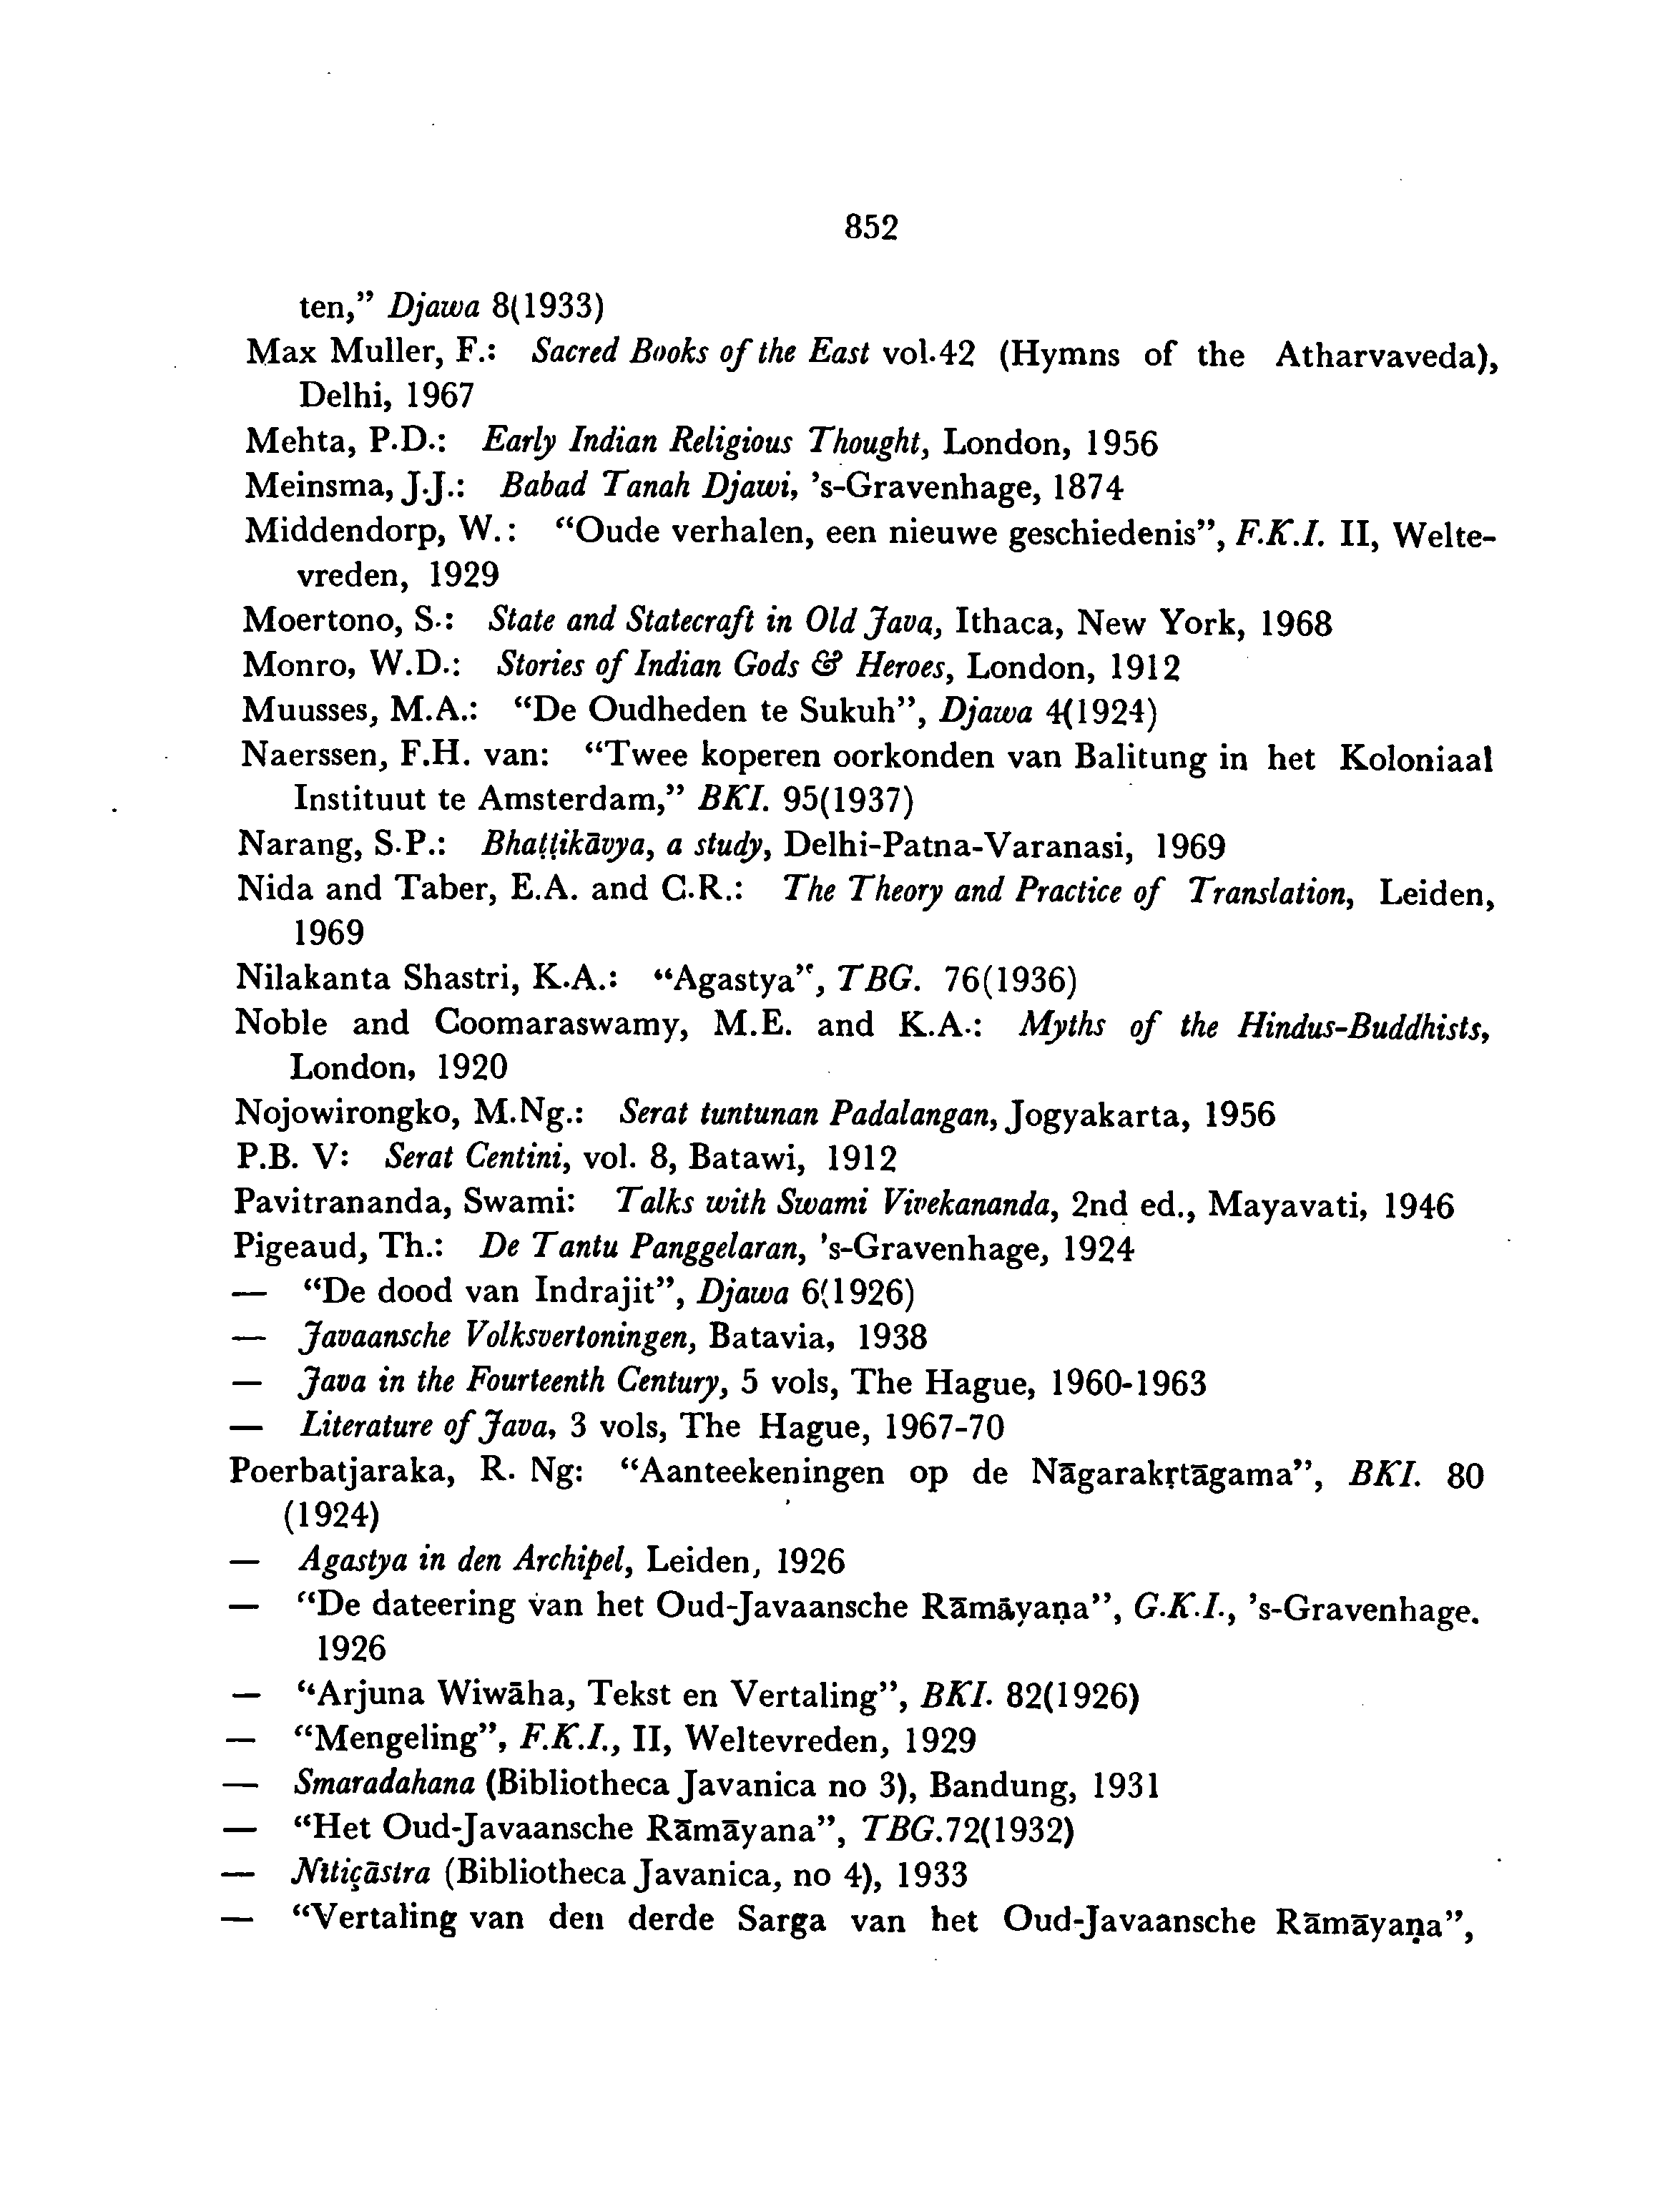 852
ten,” Djawa 8(1933)
Max Muller, F.: Sacred Books of the East vol.42 (Hymns of the Atharvaveda),
Delhi, 1967
Mehta, P.D.: Early Indian Religious Thought, London, 1956
Meinsma, J.J.: Babad Tanah Djawi, ’s-Gravenhage, 1874
Middendorp, W.: “Oude verhalen, een nieuwe geschiedenis”, F.K.I. II, Welte-
vreden, 1929
Moertono, S.: State and Statecraft in Old Java, Ithaca, New York, 1968
Monro, W.D.: Stories of Indian Gods & Heroes, London, 1912
Muusses, M.A.: “De Oudheden te Sukuh”, Djawa 4(1924)
Naerssen, F.H. van: “Twee koperen oorkonden van Balitung in het Koloniaal
Instituut te Amsterdam,” BKI. 95(1937)
Narang, S.P.: Bhaṭṭikāvya, a study, Delhi-Patna-Varanasi, 1969
Nida and Taber, E.A. and C.R.: The Theory and Practice of Translation, Leiden,
1969
Nilakanta Shastri, K.A.: “Agastya”, TBG. 76(1936)
Noble and Coomaraswamy, M.E. and K.A.: Myths of the Hindus-Buddhists,
London, 1920
Nojowirongko, M.Ng.: Serat tuntunan Padalangan, Jogyakarta, 1956
P.B. V: Serat Centini, vol. 8, Batawi, 1912
Pavitrananda, Swami: Talks with Swami Vivekananda, 2nd ed., Mayavati, 1946
Pigeaud, Th.: De Tantu Panggelaran, ’s-Gravenhage, 1924
— “De dood van Indrajit”, Djawa 6(1926)
— Javaansche Volksvertoningen, Batavia, 1938
— Java in the Fourteenth Century, 5 vols, The Hague, 1960-1963
— Literature of Java, 3 vols, The Hague, 1967-70
Poerbatjaraka, R. Ng: “Aanteekeningen op de Nāgarakṛtāgama”, BKI. 80
(1924)
— Agastya in den Archipel, Leiden, 1926
— “De dateering van het Oud-Javaansche Rāmāyaṇa”, G.K.I., ’s-Gravenhage.
1926
— “Arjuna Wiwāha, Tekst en Vertaling”, BKI. 82(1926)
— “Mengeling”, F.K.I., II, Weltevreden, 1929
— Smaradahana (Bibliotheca Javanica no 3), Bandung, 1931
— “Het Oud-Javaansche Rāmāyana”, TBG.72(1932)
— Nītiçāstra (Bibliotheca Javanica, no 4), 1933
— “Vertaling van den derde Sarga van het Oud-Javaansche Rāmāyaṇa”,